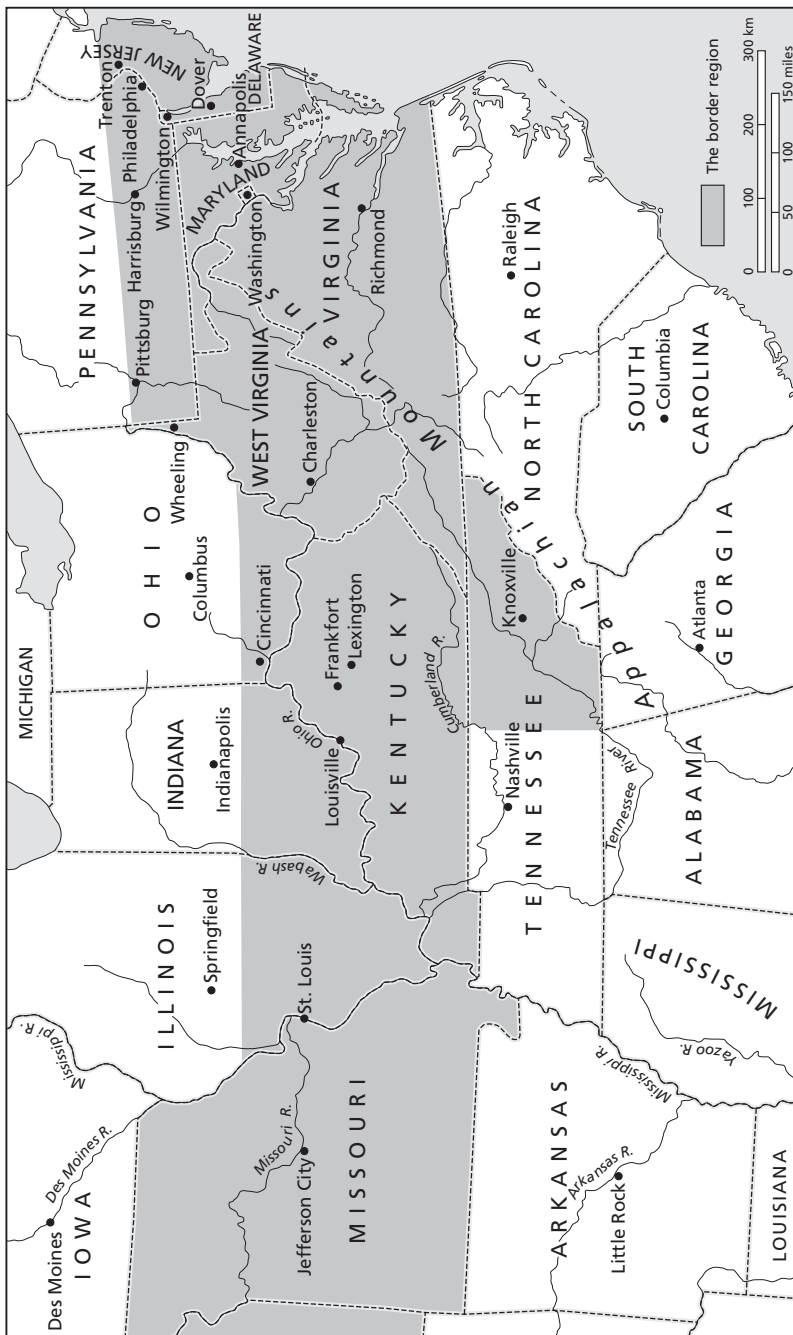 MICHIGAN
PENNSYLVANIA
NEW JERSEY
Trenton
Philadelphia
Harrisburg
Wilmington
Pittsburg
Dover
DELAWARE
Annapolis
MARYLAND
Washington
VIRGINIA
Richmond
WEST VIRGINIA
Wheeling
Charleston
OHIO
Columbus
Cincinnati
INDIANA
Indianapolis
Wabash R.
Ohio R.
ILLINOIS
Springfield
Mississippi R.
IOWA
Des Moines
Des Moines R.
St. Louis
Missouri R.
Jefferson City
MISSOURI
KENTUCKY
Louisville
Frankfort
Lexington
Cumberland R.
Appalachian Mountains
TENNESSEE
Nashville
Knoxville
Tennessee River
NORTH CAROLINA
Raleigh
SOUTH CAROLINA
Columbia
GEORGIA
Atlanta
ALABAMA
MISSISSIPPI
Yazoo R.
Mississippi R.
ARKANSAS
Arkansas R.
Little Rock
LOUISIANA
The border region
0 100 200 300 km
0 50 100 150 miles